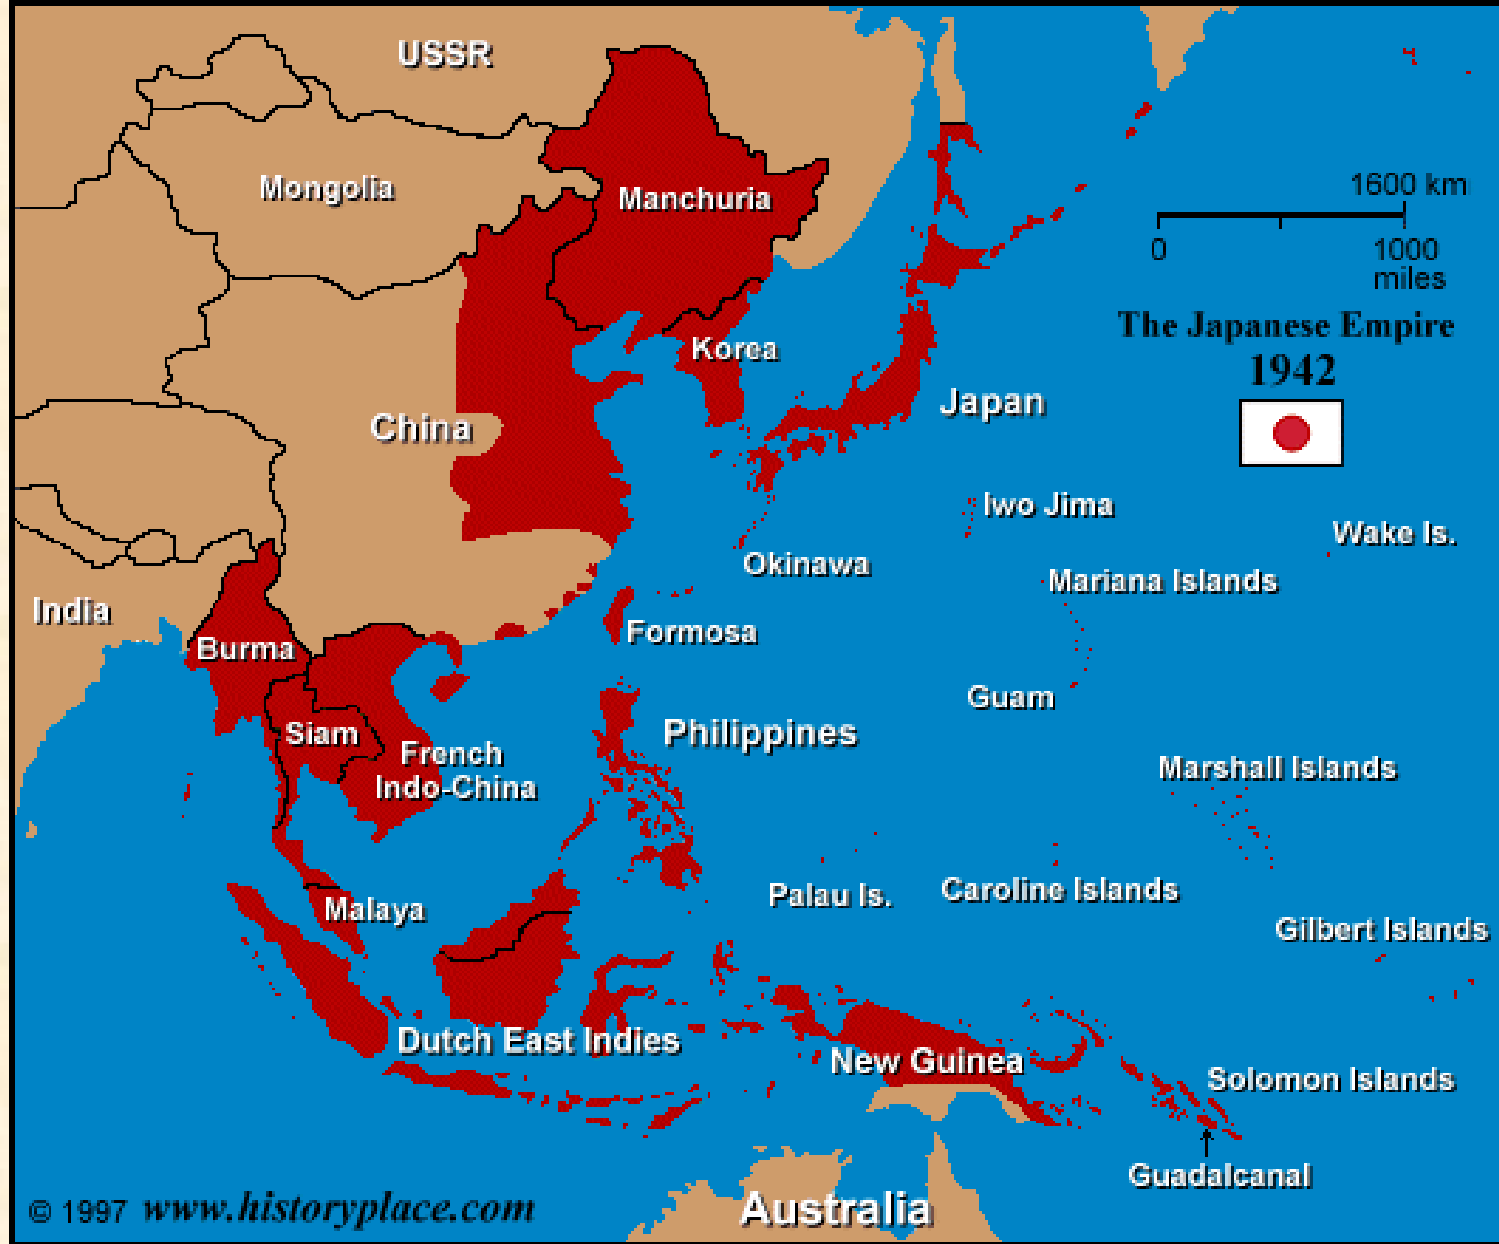 USSR
Mongolia
Manchuria
1600 km
0
1000
miles
The Japanese Empire
1942
Korea
Japan
China
Iwo Jima
Wake Is.
Okinawa
Mariana Islands
India
Formosa
Burma
Guam
Siam
Philippines
French
Indo-China
Marshall Islands
Palau Is.
Caroline Islands
Malaya
Gilbert Islands
Dutch East Indies
New Guinea
Solomon Islands
Guadalcanal
Australia
© 1997 www.historyplace.com